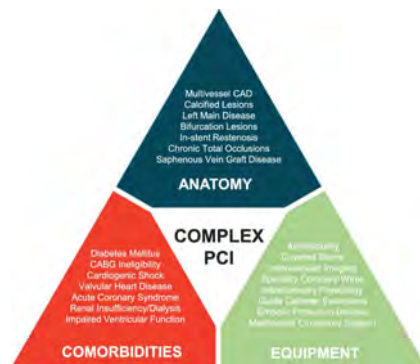 Multivessel CAD
Calcified Lesions
Left Main Disease
Bifurcation Lesions
In-stent Restenosis
Chronic Total Occlusions
Saphenous Vein Graft Disease
ANATOMY
COMPLEX
PCI
Diabetes Mellitus
CABG Ineligibility
Cardiogenic Shock
Valvular Heart Disease
Acute Coronary Syndrome
Renal Insufficiency/Dialysis
Impaired Ventricular Function
COMORBIDITIES
Atherectomy
Covered Stents
Intravascular Imaging
Specialty Coronary Wires
Intracoronary Physiology
Guide Catheter Extensions
Embolic Protection Devices
Mechanical Circulatory Support
EQUIPMENT